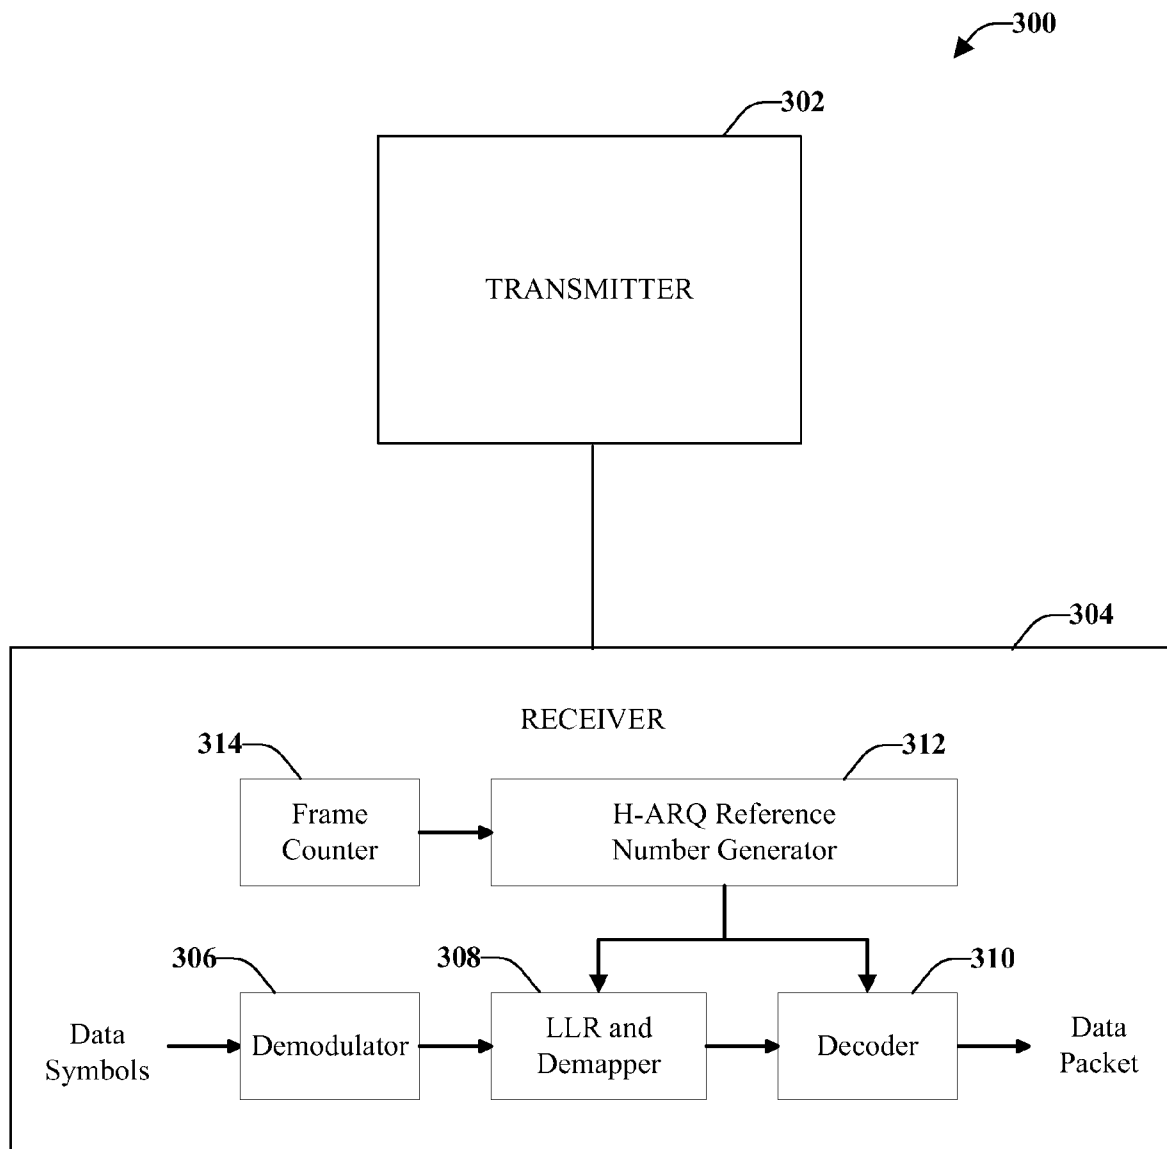 300
302
TRANSMITTER
304
RECEIVER
314
312
Frame
Counter
H-ARQ Reference
Number Generator
306
308
310
Data
Symbols
Demodulator
LLR and
Demapper
Decoder
Data
Packet